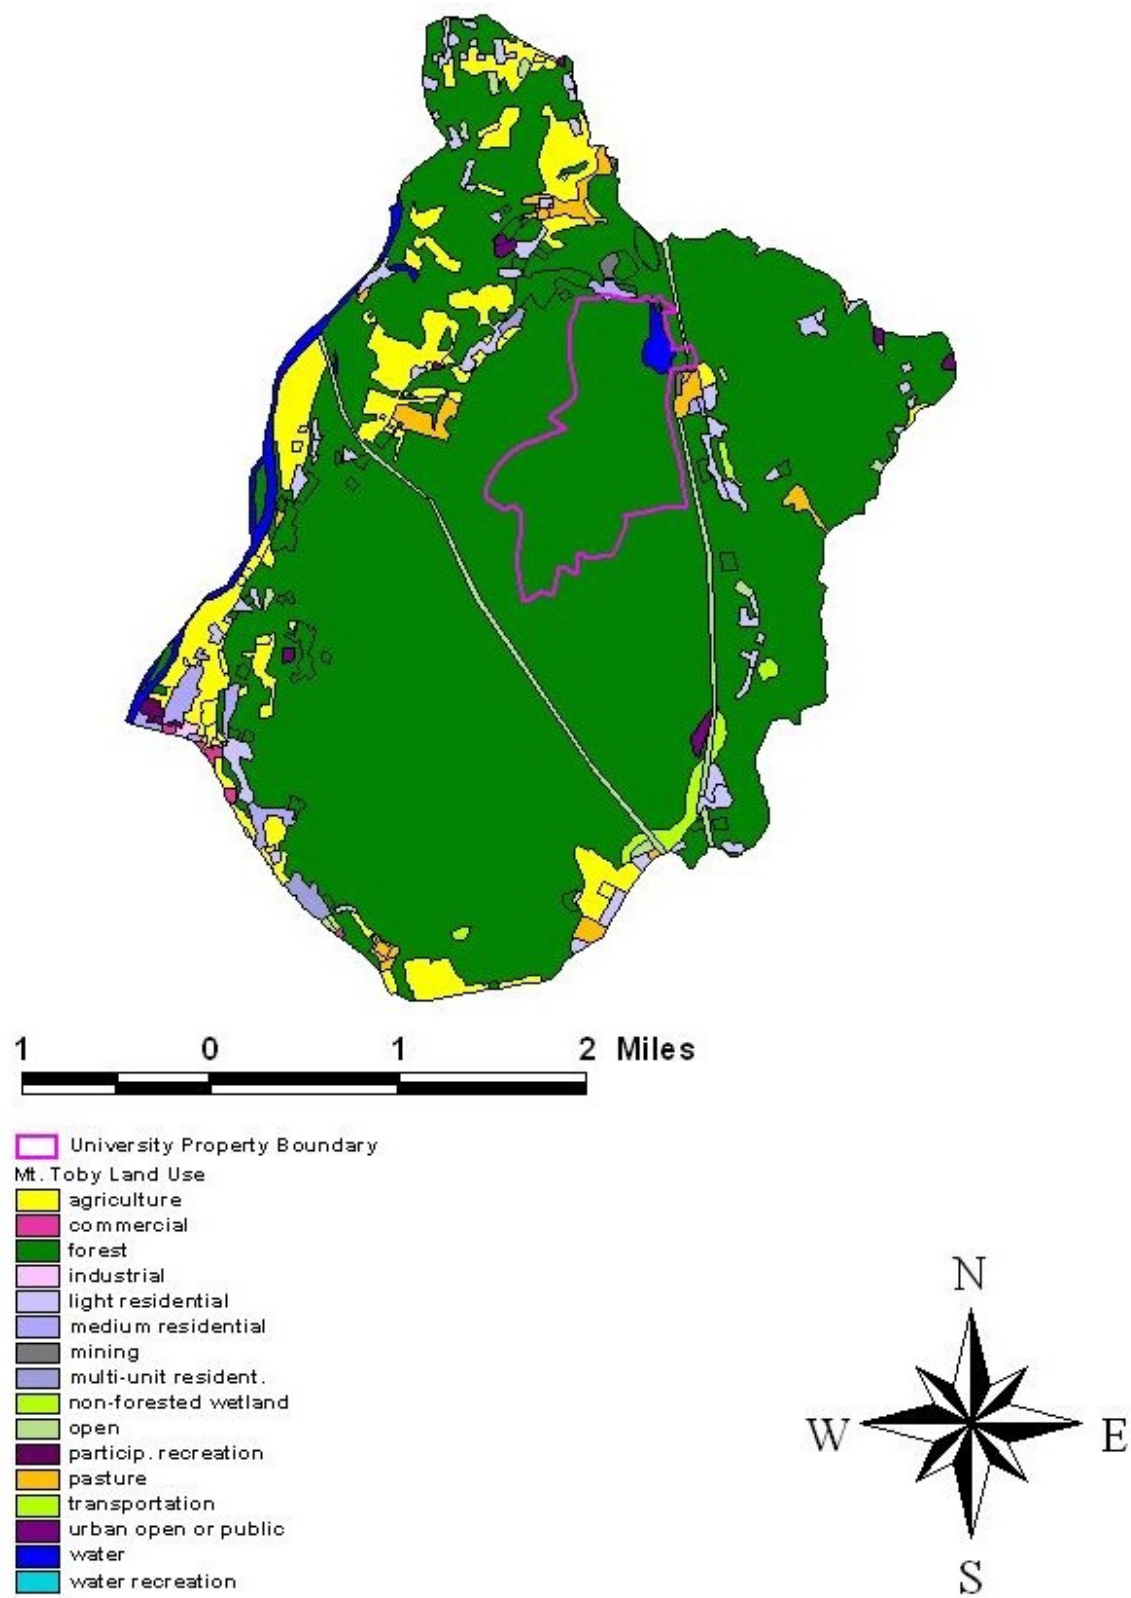 1 0 1 2 Miles
University Property Boundary
Mt. Toby Land Use
agriculture
commercial
forest
industrial
light residential
medium residential
mining
multi-unit resident.
non-forested wetland
open
particip. recreation
pasture
transportation
urban open or public
water
water recreation
N
W E
S